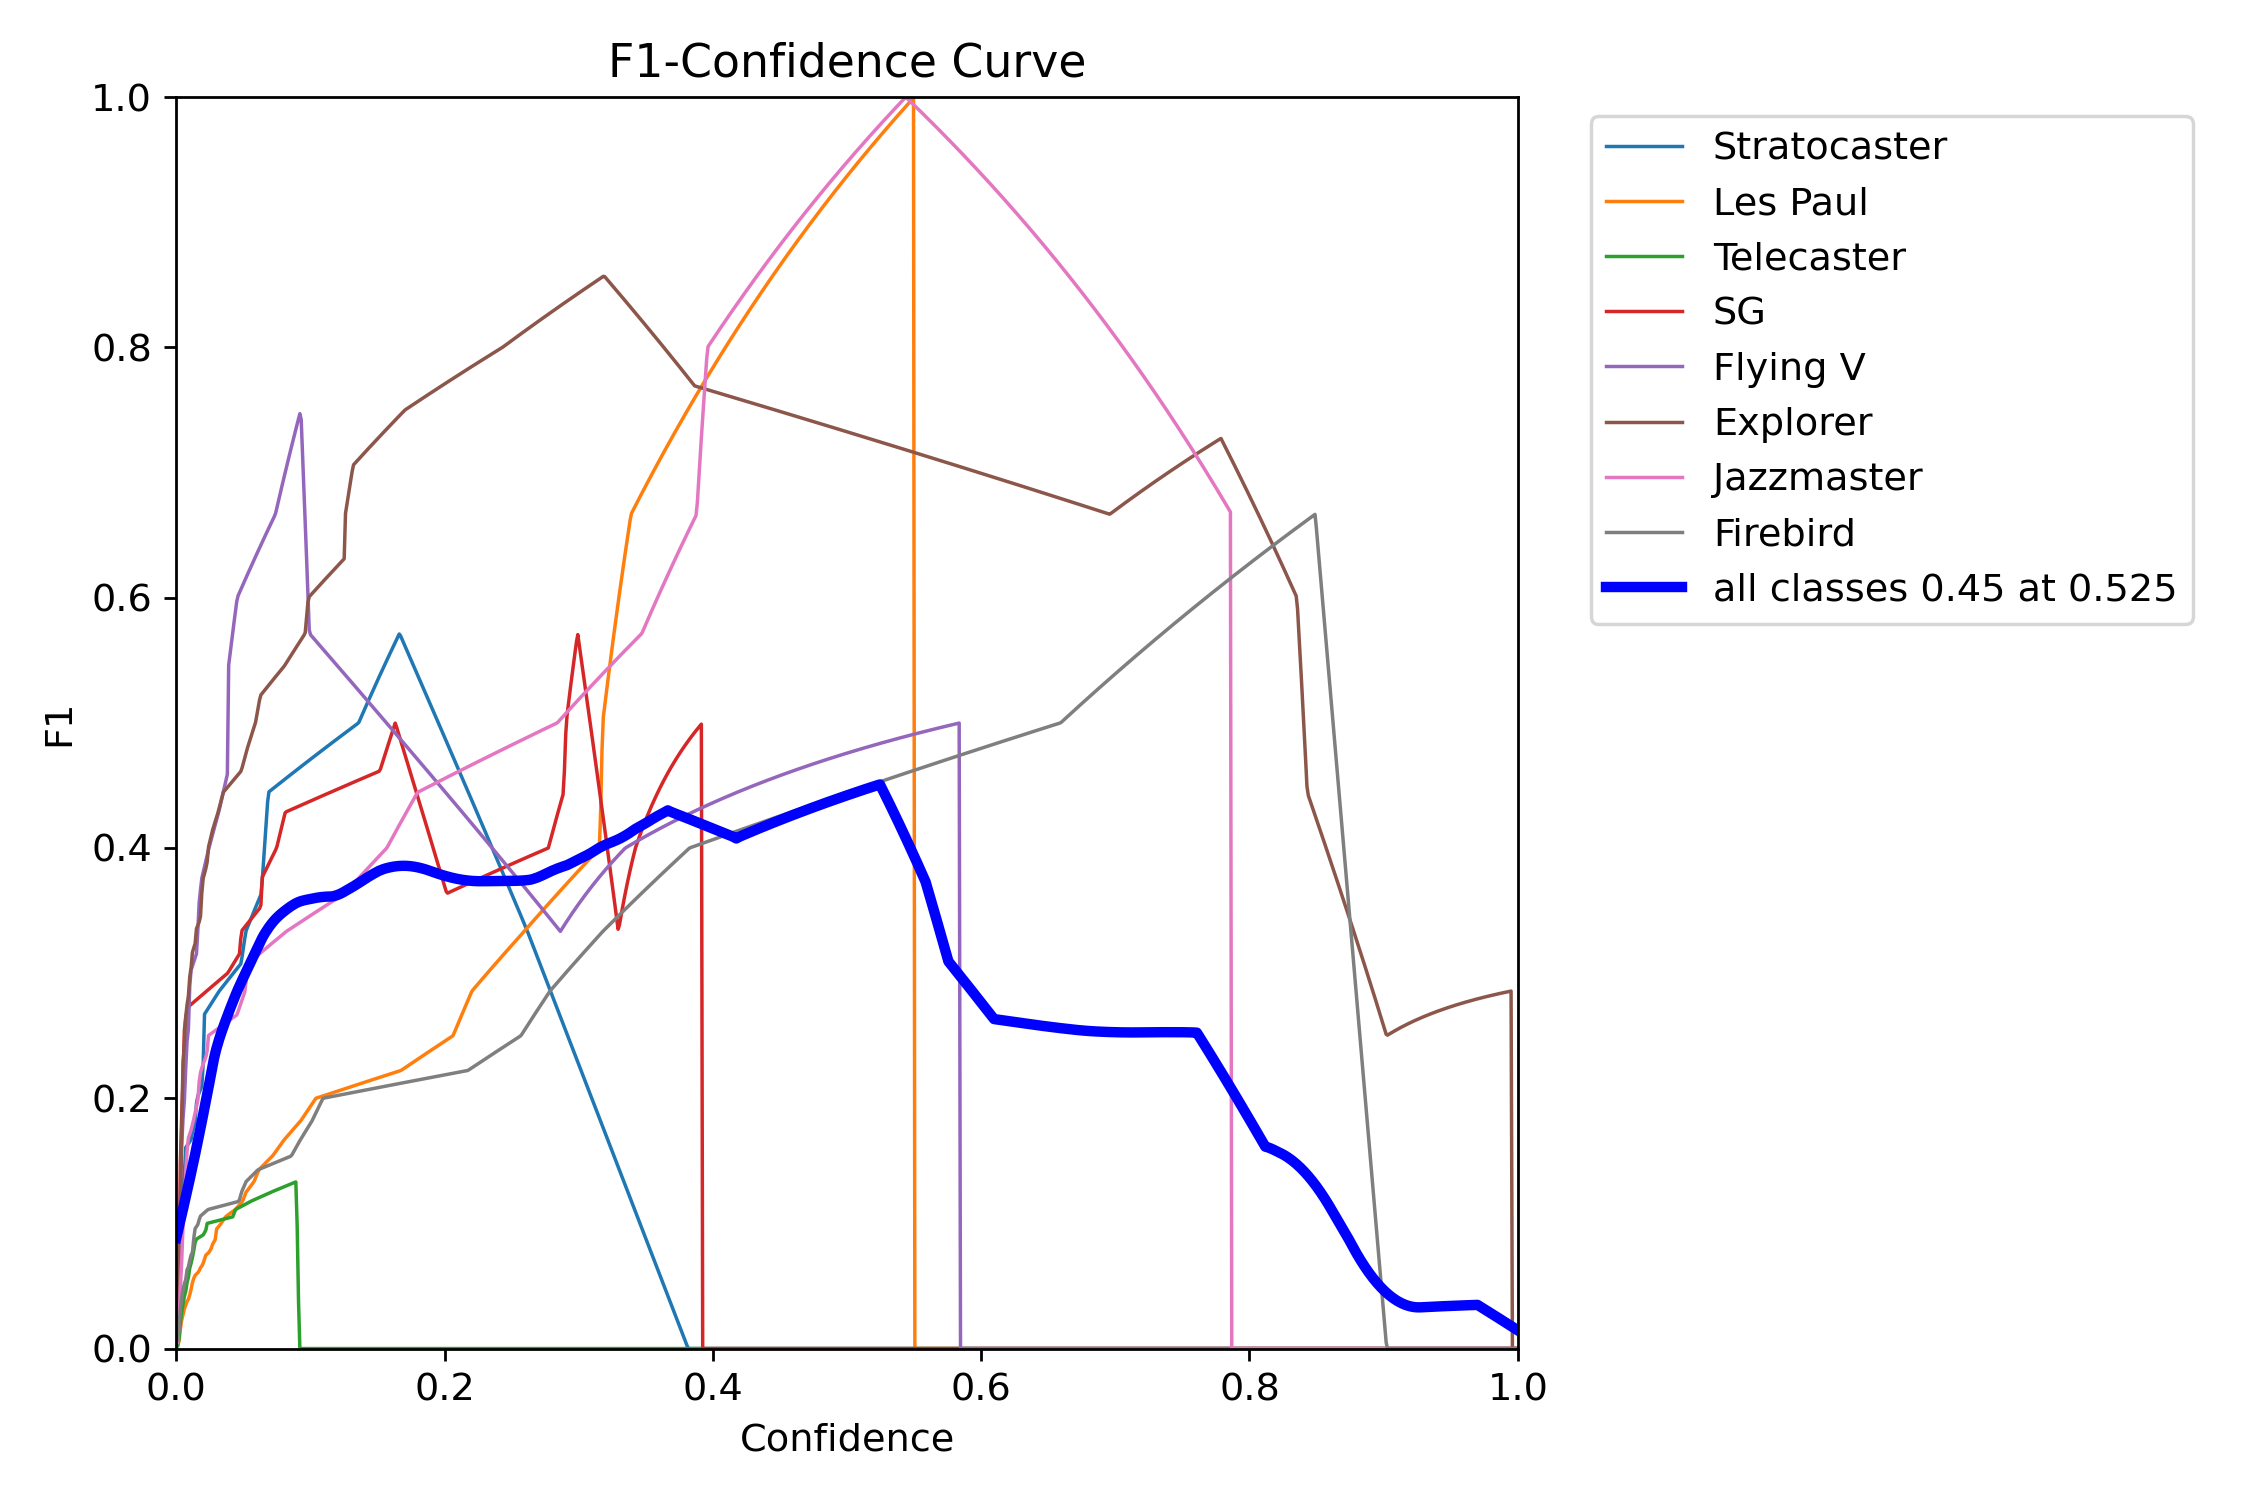 F1-Confidence Curve
1.0
0.8
0.6
0.4
0.2
0.0
F1
0.0 0.2 0.4 0.6 0.8 1.0
Confidence
Stratocaster
Les Paul
Telecaster
SG
Flying V
Explorer
Jazzmaster
Firebird
all classes 0.45 at 0.525